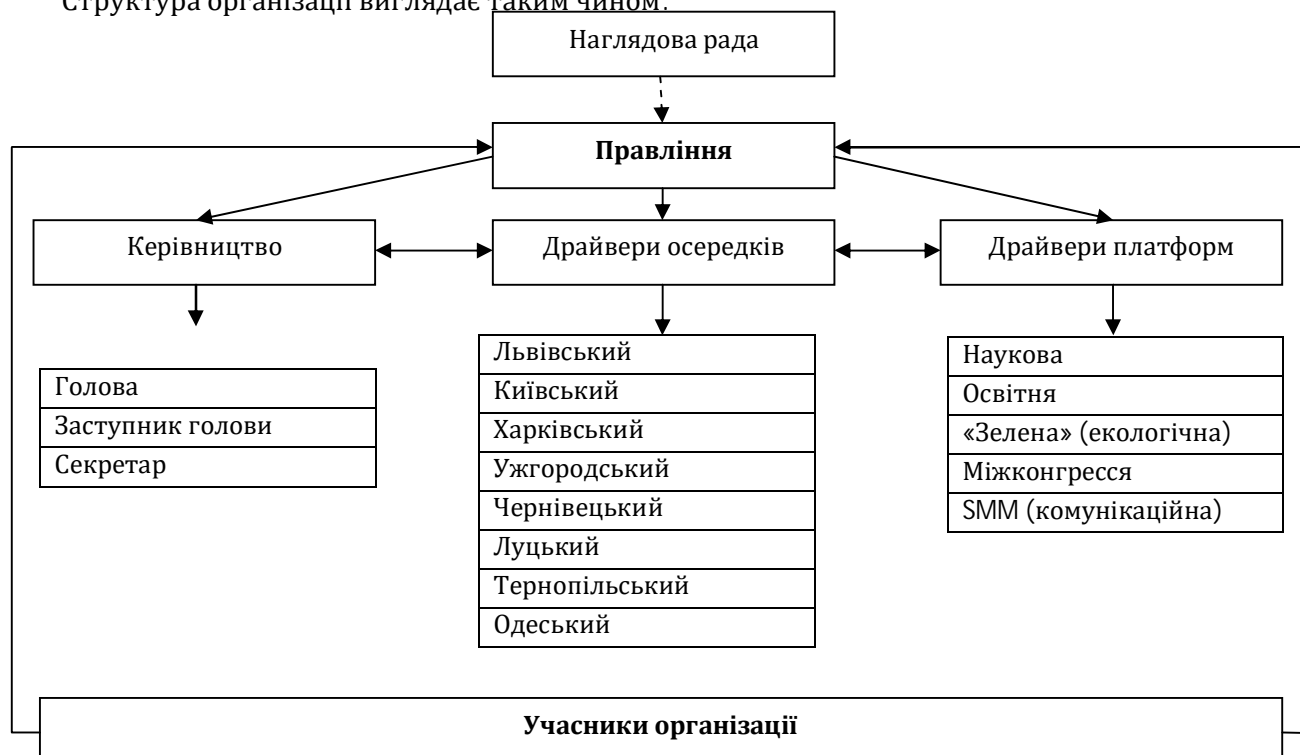 Структура організації виглядає таким чином:
Наглядова рада
Правління
Керівництво
Драйвери осередків
Драйвери платформ
Голова
Заступник голови
Секретар
Львівський
Київський
Харківський
Ужгородський
Чернівецький
Луцький
Тернопільський
Одеський
Наукова
Освітня
«Зелена» (екологічна)
Міжконгресся
SMM (комунікаційна)
Учасники організації